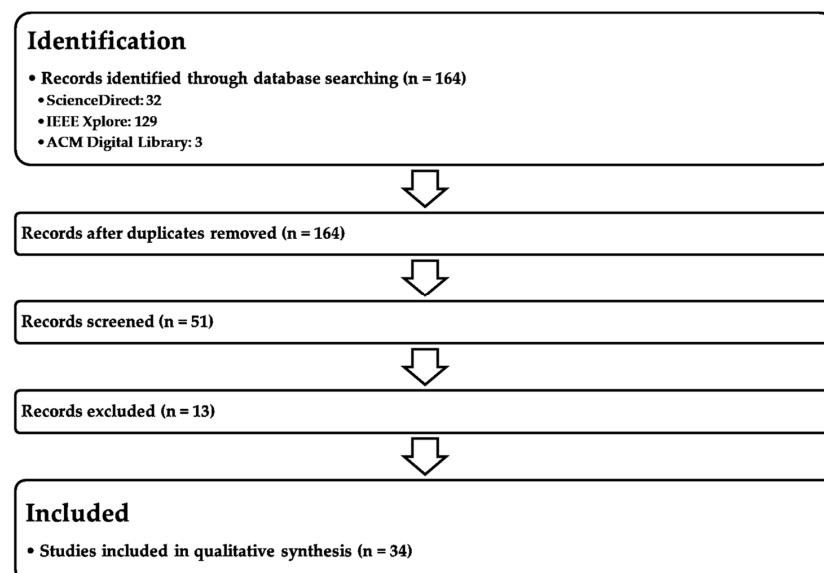 Identification
• Records identified through database searching (n = 164)
• ScienceDirect: 32
• IEEE Xplore: 129
• ACM Digital Library: 3
Records after duplicates removed (n = 164)
Records screened (n = 51)
Records excluded (n = 13)
Included
• Studies included in qualitative synthesis (n = 34)